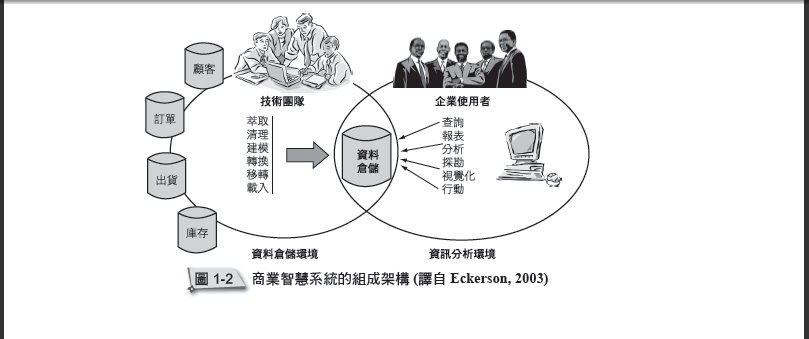 顧客
訂單
出貨
庫存
技術團隊
萃取
清理
建模
轉換
移轉
載入
資料
倉儲
企業使用者
查詢
報表
分析
探勘
視覺化
行動
資料倉儲環境
資訊分析環境
圖 1-2 商業智慧系統的組成架構 (譯自 Eckerson, 2003)